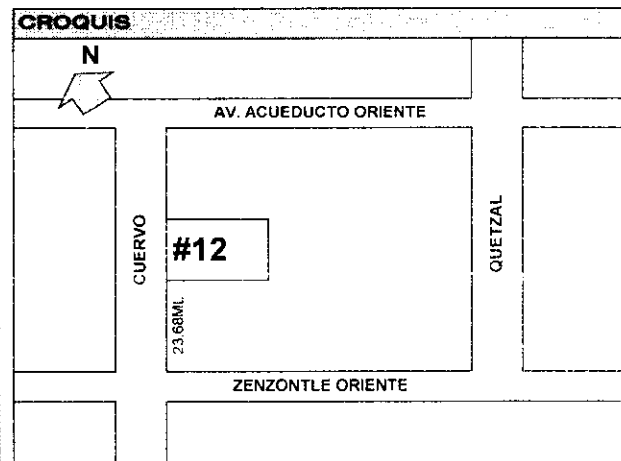 CROQUIS
N
AV. ACUEDUCTO ORIENTE
CUERVO
#12
QUETZAL
23.68ML.
ZENZONTLE ORIENTE